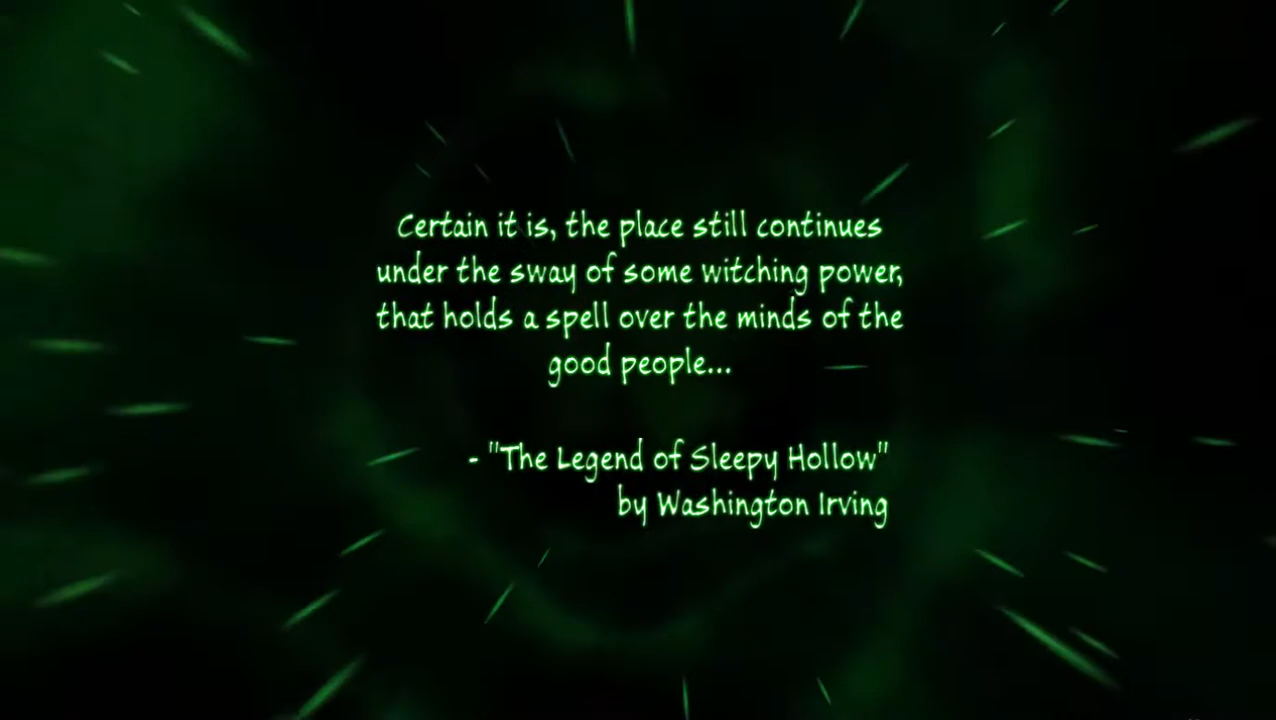 Certain it is, the place still continues
under the sway of some witching power,
that holds a spell over the minds of the
good people...
- "The Legend of Sleepy Hollow"
by Washington Irving